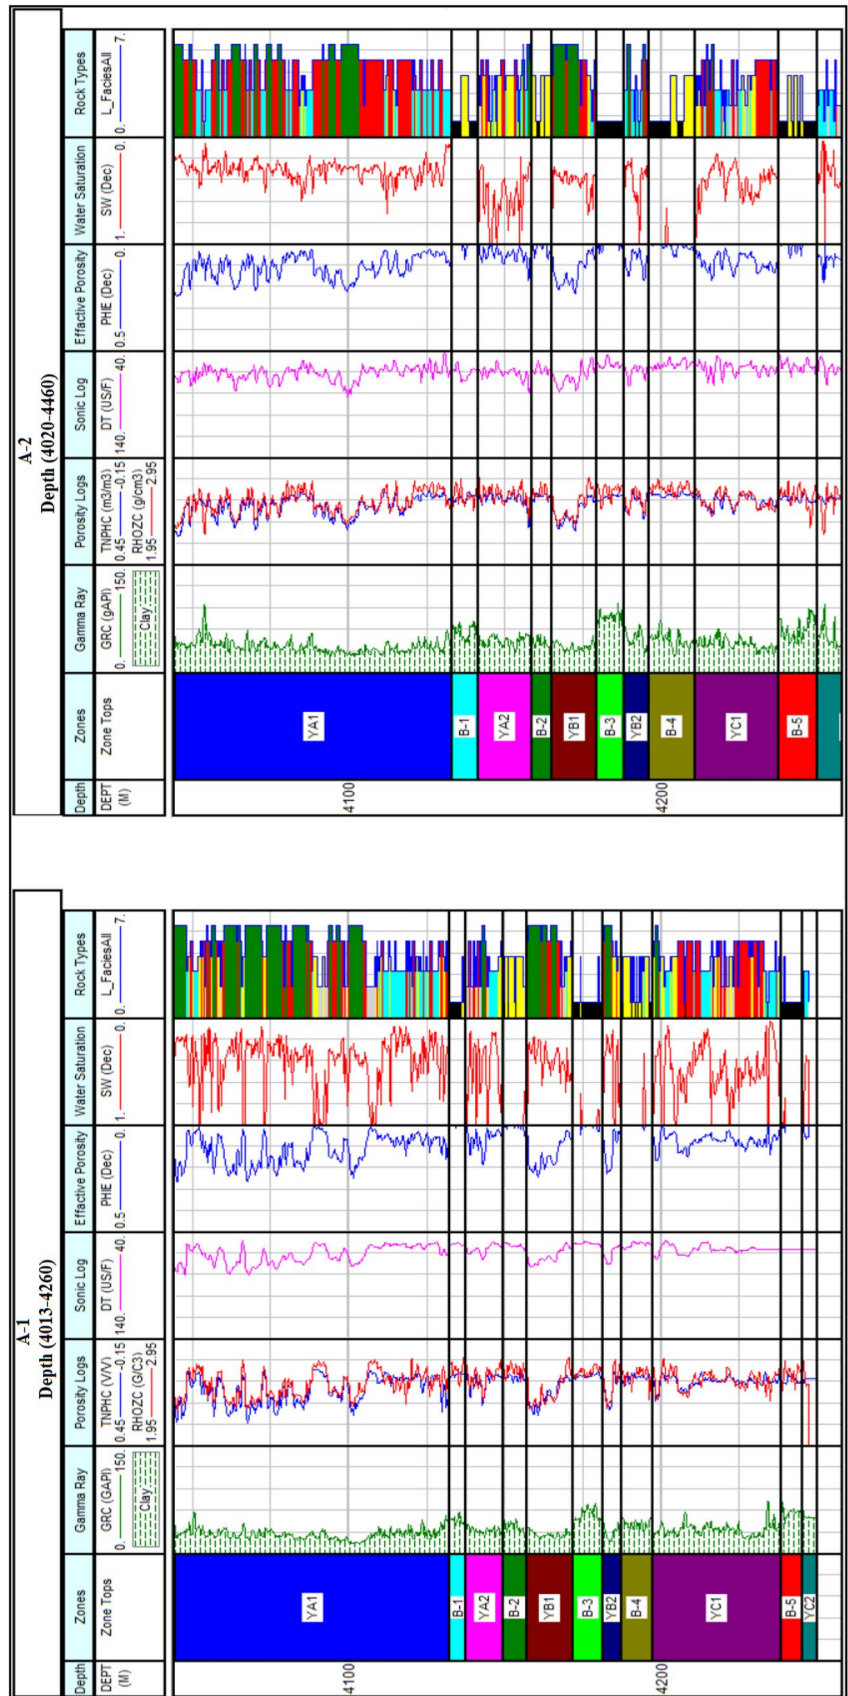 A-2
Depth (4020-4460)
Depth
Zones
Gamma Ray
Porosity Logs
Sonic Log
Effactive Porosity
Water Saturation
Rock Types
DEPT
(M)
Zone Tops
GRC (gAPI)
0. 150.
Clay
TNPHC (m3/m3)
0.45 -0.15
RHOZC (g/cm3)
1.95 2.95
DT (US/F)
140. 40.
PHIE (Dec)
0.5 0.
SW (Dec)
1. 0.
L_FaciesAll
0. 7.
4100
4200
YA1
B-1
YA2
B-2
YB1
B-3
YB2
B-4
YC1
B-5
A-1
Depth (4013-4260)
Depth
Zones
Gamma Ray
Porosity Logs
Sonic Log
Effective Porosity
Water Saturation
Rock Types
DEPT
(M)
Zone Tops
GRC (GAPI)
0. 150.
Clay
TNPHC (V/V)
0.45 -0.15
RHOZC (G/C3)
1.95 2.95
DT (US/F)
140. 40.
PHIE (Dec)
0.5 0.
SW (Dec)
1. 0.
L_FaciesAll
0. 7.
4100
4200
YA1
B-1
YA2
B-2
YB1
B-3
YB2
B-4
YC1
B-5
YC2